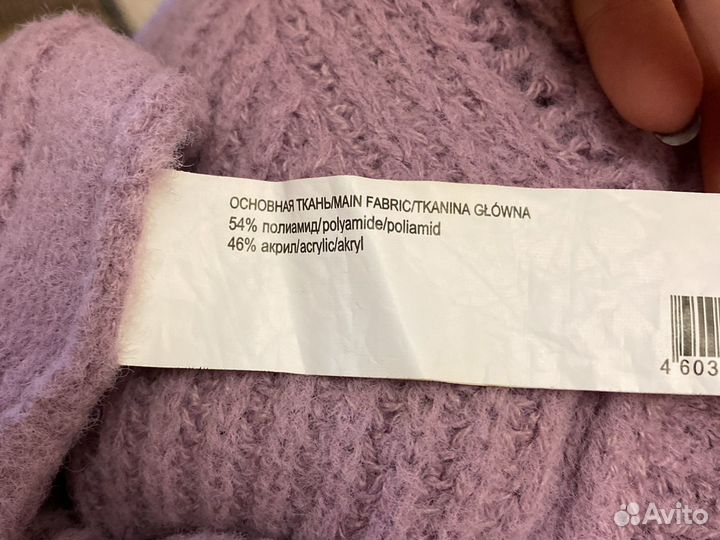 ОСНОВНАЯ ТКАНЬ/MAIN FABRIC/TKANINA GŁÓWNA
54% полиамид/polyamide/poliamid
46% акрил/acrylic/akryl
4 603
Avito